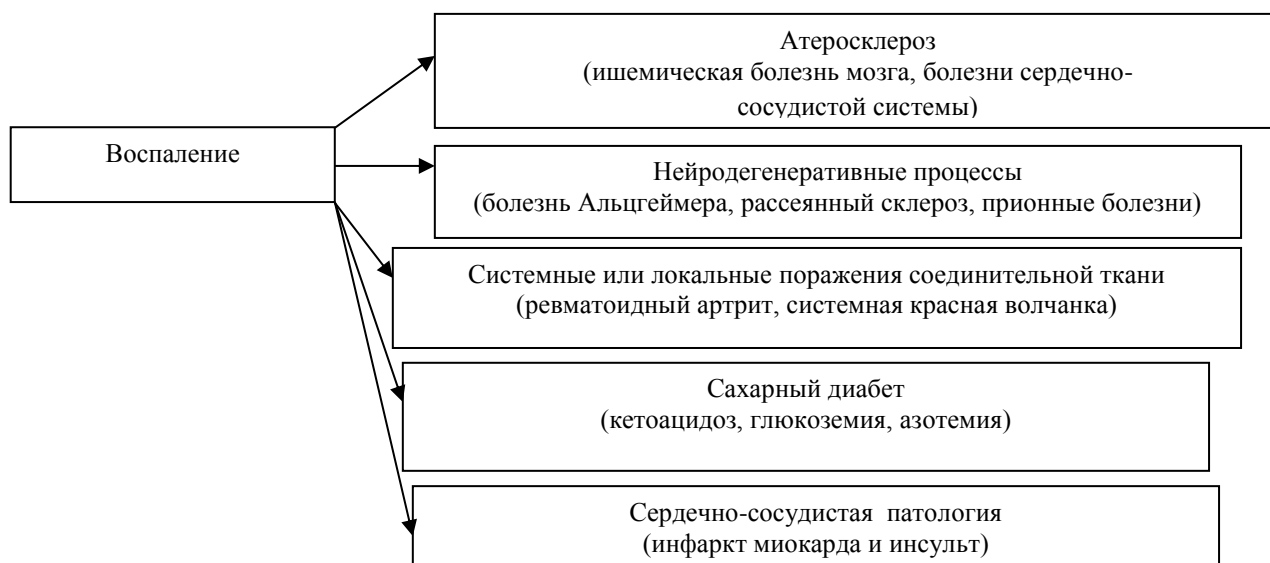 Атеросклероз
(ишемическая болезнь мозга, болезни сердечно-
сосудистой системы)
Воспаление
Нейродегенеративные процессы
(болезнь Альцгеймера, рассеянный склероз, прионные болезни)
Системные или локальные поражения соединительной ткани
(ревматоидный артрит, системная красная волчанка)
Сахарный диабет
(кетоацидоз, глюкоземия, азотемия)
Сердечно-сосудистая патология
(инфаркт миокарда и инсульт)